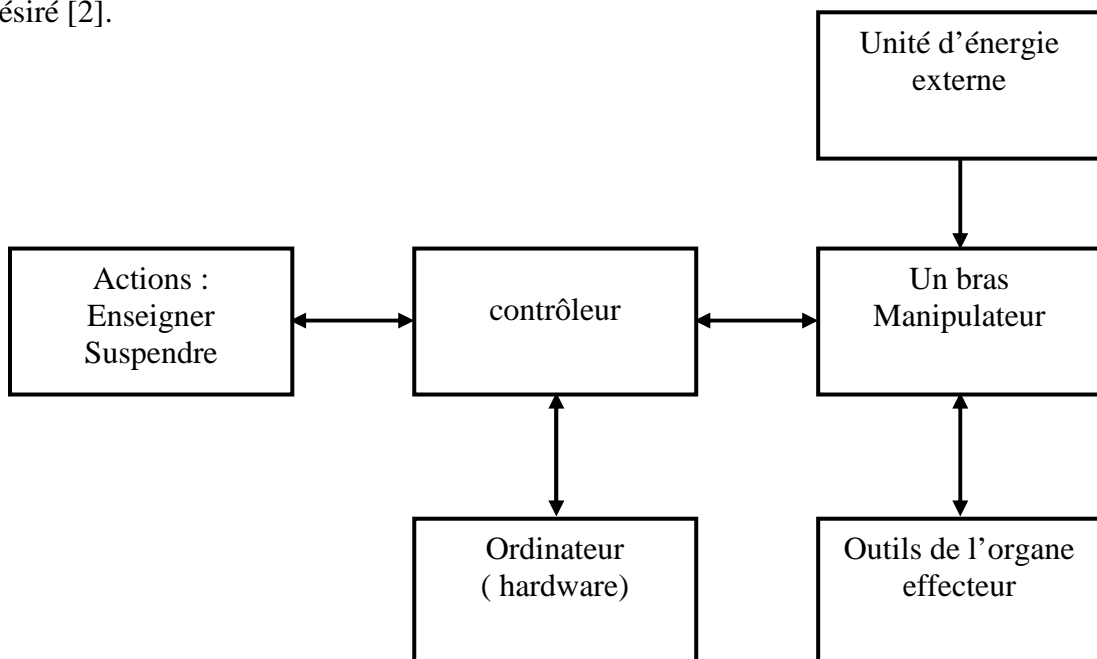 ésiré [2].
Unité d’énergie
externe
Actions :
Enseigner
Suspendre
contrôleur
Un bras
Manipulateur
Ordinateur
( hardware)
Outils de l’organe
effecteur